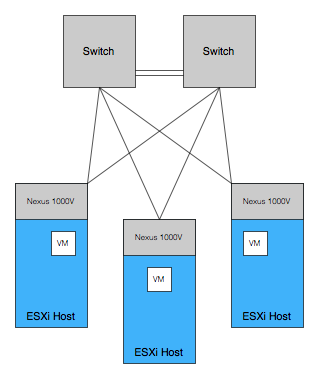 Switch
Switch
Nexus 1000V
Nexus 1000V
Nexus 1000V
VM
VM
VM
ESXi Host
ESXi Host
ESXi Host